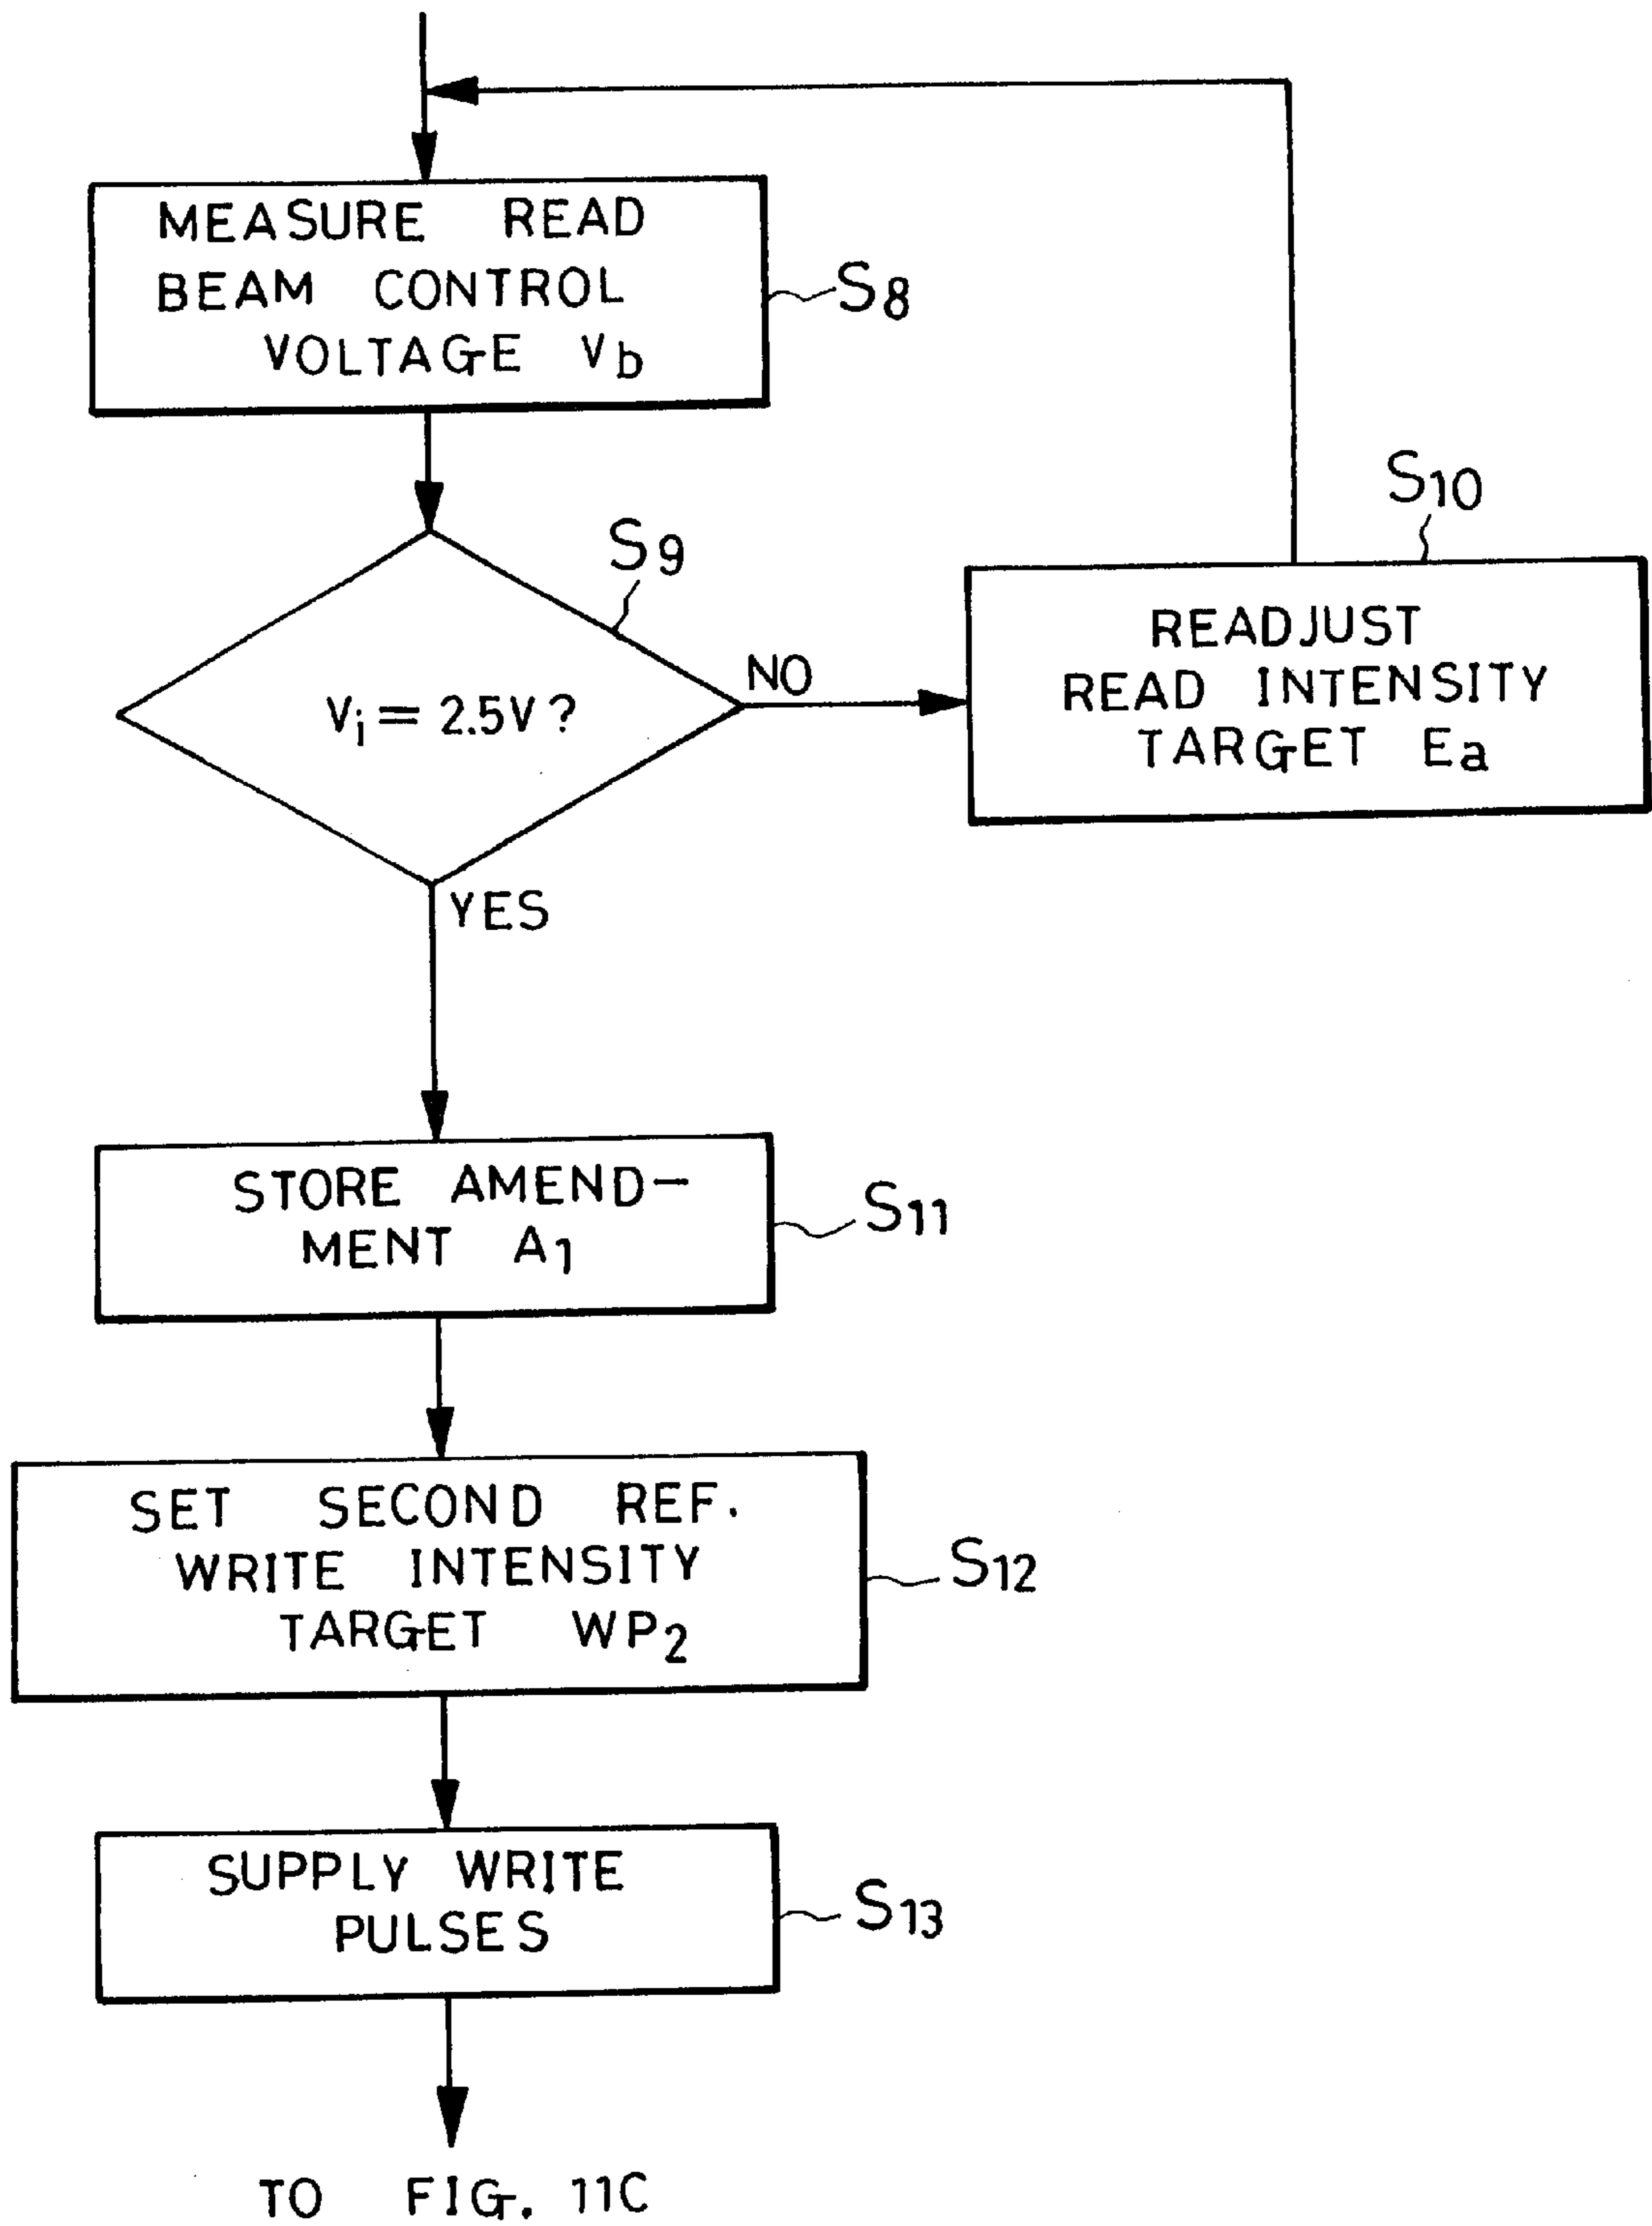 MEASURE READ
BEAM CONTROL
VOLTAGE Vb
S8
S9
Vi = 2.5V?
NO
S10
READJUST
READ INTENSITY
TARGET Ea
YES
STORE AMEND-
MENT A1
S11
SET SECOND REF.
WRITE INTENSITY
TARGET WP2
S12
SUPPLY WRITE
PULSES
S13
TO FIG. 11C